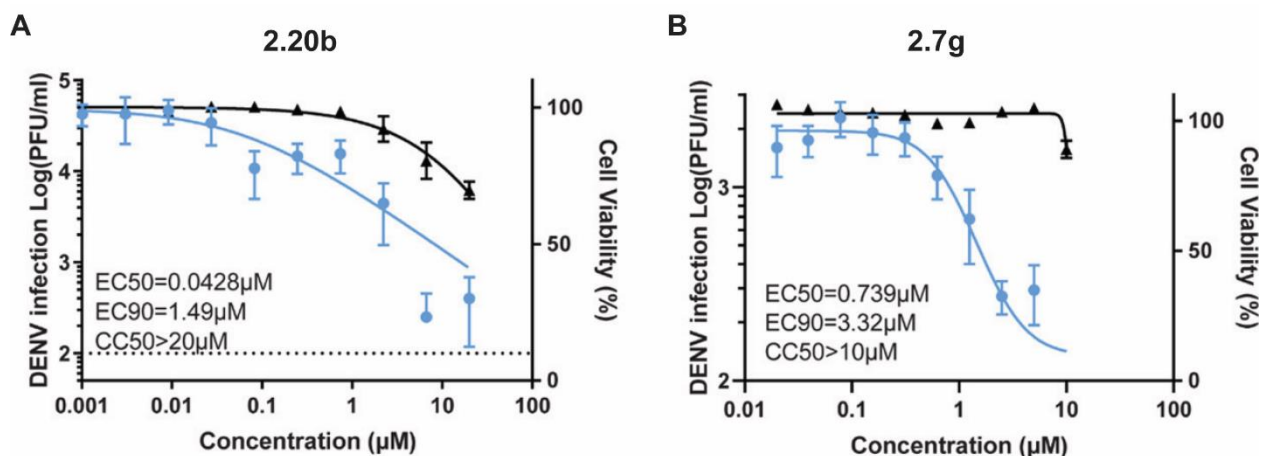 A
2.20b
DENV infection Log(PFU/ml)
5
4
3
2
100
50
0
Cell Viability (%)
EC50=0.0428µM
EC90=1.49µM
CC50>20µM
0.001
0.01
0.1
1
10
100
Concentration (µM)
B
2.7g
DENV infection Log(PFU/ml)
3
2
100
50
0
Cell Viability (%)
EC50=0.739µM
EC90=3.32µM
CC50>10µM
0.01
0.1
1
10
100
Concentration (µM)